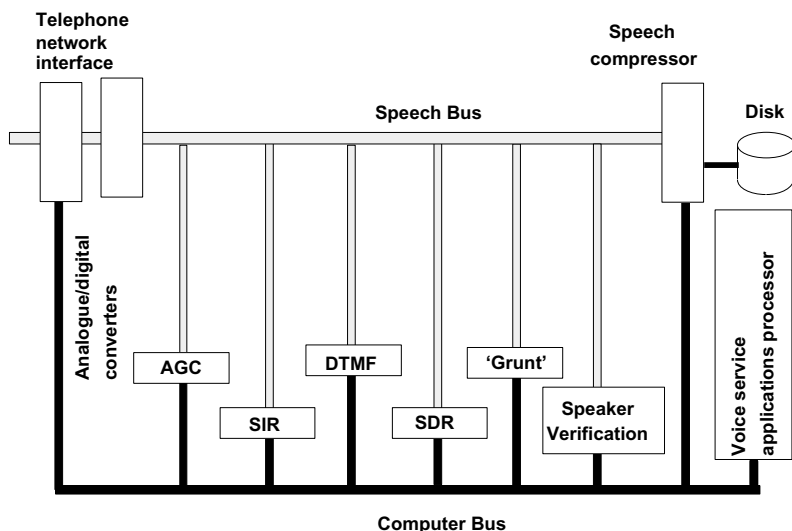 Telephone
network
interface
Speech
compressor
Speech Bus
Disk
Analogue/digital
converters
AGC
SIR
DTMF
SDR
‘Grunt’
Speaker
Verification
Voice service
applications processor
Computer Bus